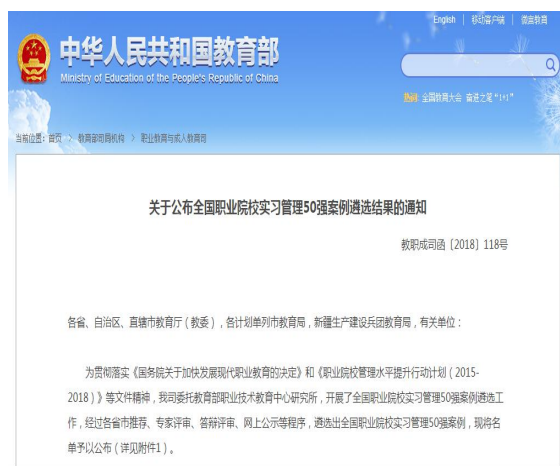 English | 移动客户端 | 微言教育
中华人民共和国教育部
Ministry of Education of the People's Republic of China
热词: 全国教育大会 奋进之笔 "1+1"
当前位置: 首页 > 教育部司局机构 > 职业教育与成人教育司
关于公布全国职业院校实习管理50强案例遴选结果的通知
教职成司函〔2018〕118号
各省、自治区、直辖市教育厅（教委），各计划单列市教育局，新疆生产建设兵团教育局，有关单位：
为贯彻落实《国务院关于加快发展现代职业教育的决定》和《职业院校管理水平提升行动计划（2015-
2018）》等文件精神，我司委托教育部职业技术教育中心研究所，开展了全国职业院校实习管理50强案例遴选工
作，经过各省市推荐、专家评审、答辩评审、网上公示等程序，遴选出全国职业院校实习管理50强案例，现将名
单予以公布（详见附件1）。